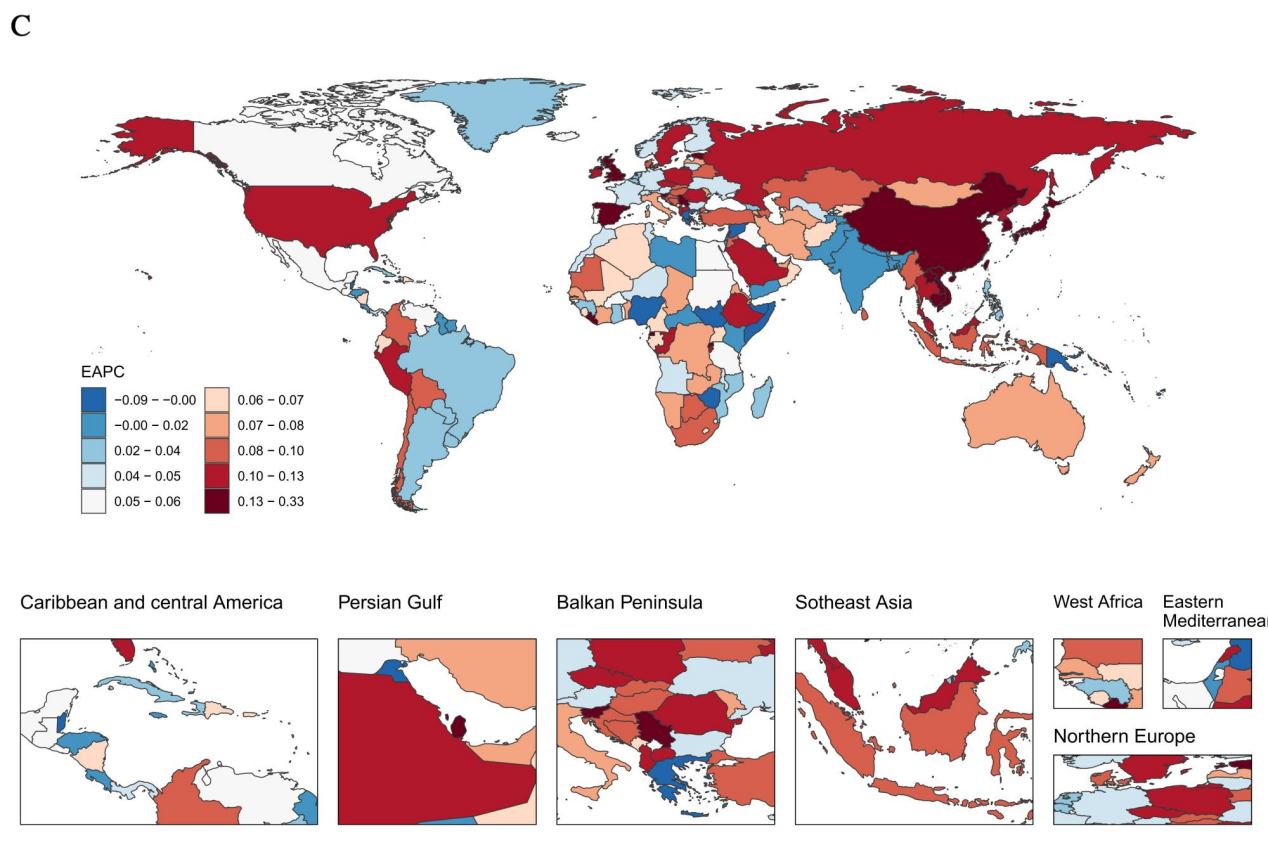 C
EAPC
−0.09 − −0.00
−0.00 − 0.02
0.02 − 0.04
0.04 − 0.05
0.05 − 0.06
0.06 − 0.07
0.07 − 0.08
0.08 − 0.10
0.10 − 0.13
0.13 − 0.33
Caribbean and central America
Persian Gulf
Balkan Peninsula
Sotheast Asia
West Africa
Eastern
Mediterranear
Northern Europe